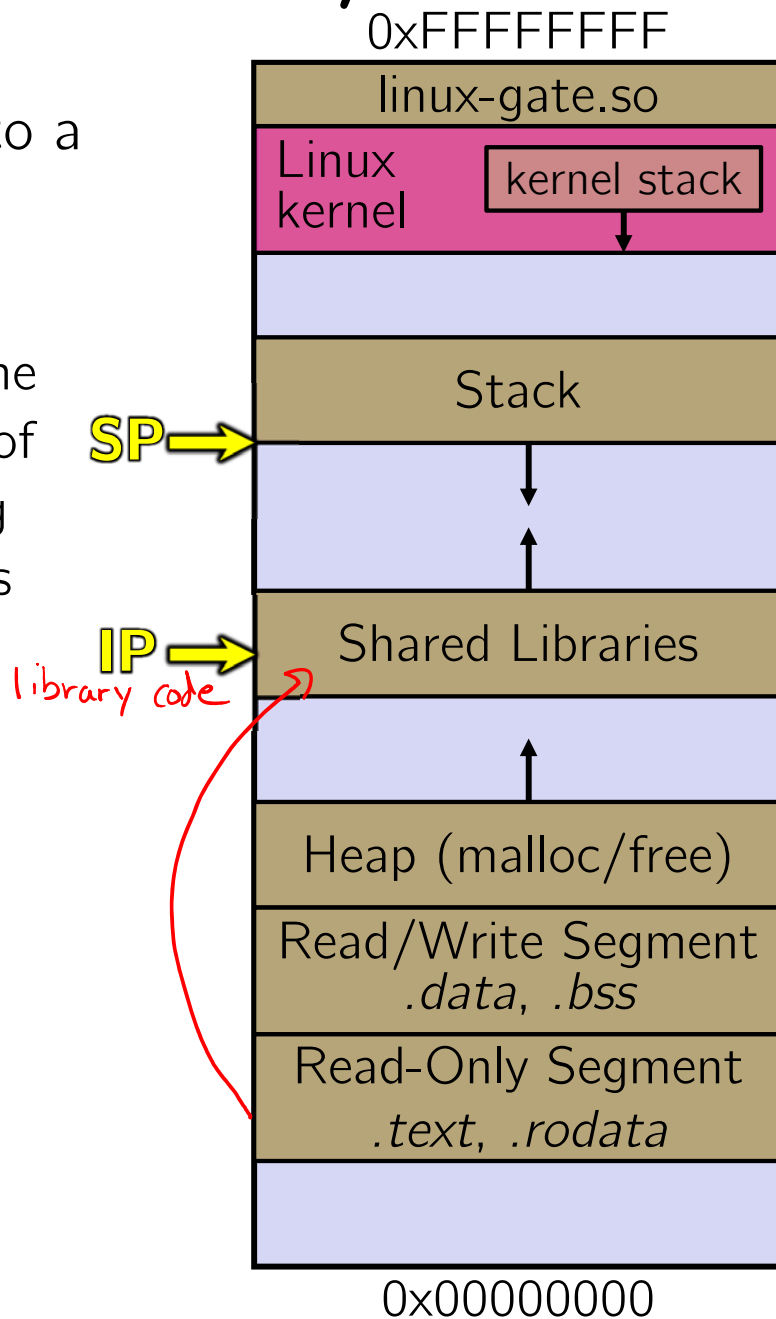 0xFFFFFFFF
linux-gate.so
to a
Linux
kernel
kernel stack
ne
Stack
of
SP
g
s
Shared Libraries
IP
library code
Heap (malloc/free)
Read/Write Segment
.data, .bss
Read-Only Segment
.text, .rodata
0x00000000